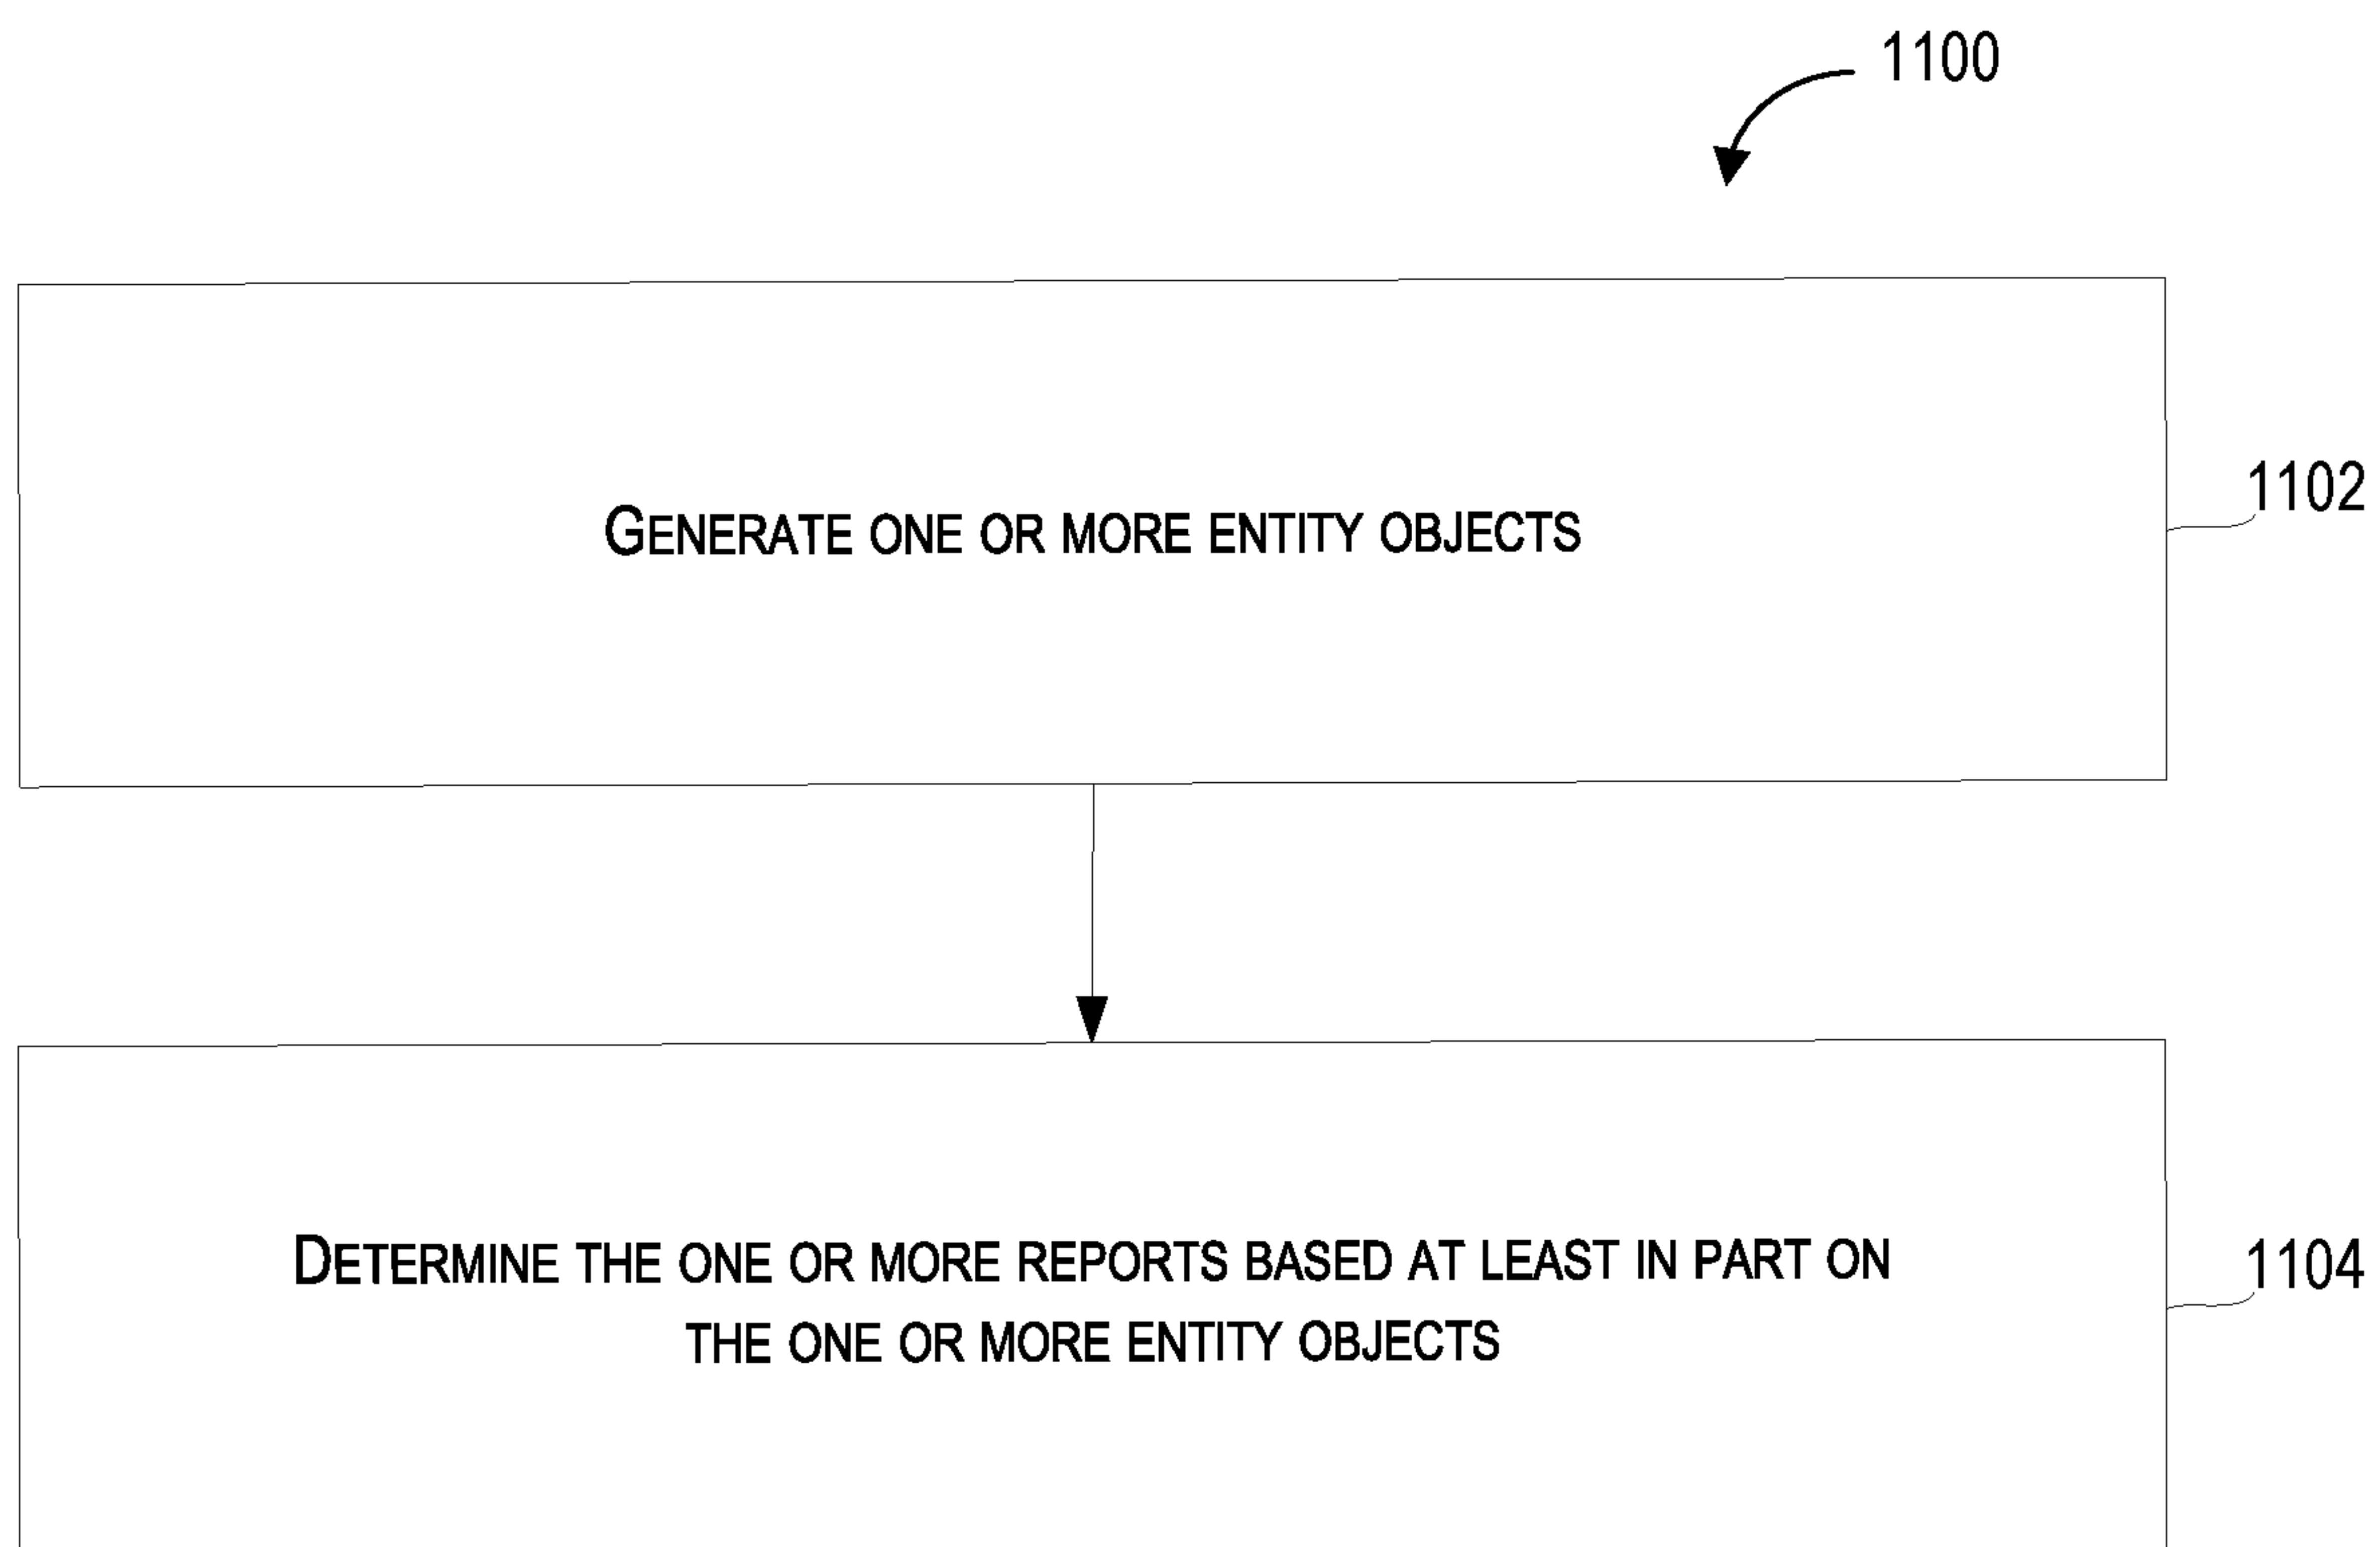 1100
GENERATE ONE OR MORE ENTITY OBJECTS
1102
DETERMINE THE ONE OR MORE REPORTS BASED AT LEAST IN PART ON
THE ONE OR MORE ENTITY OBJECTS
1104